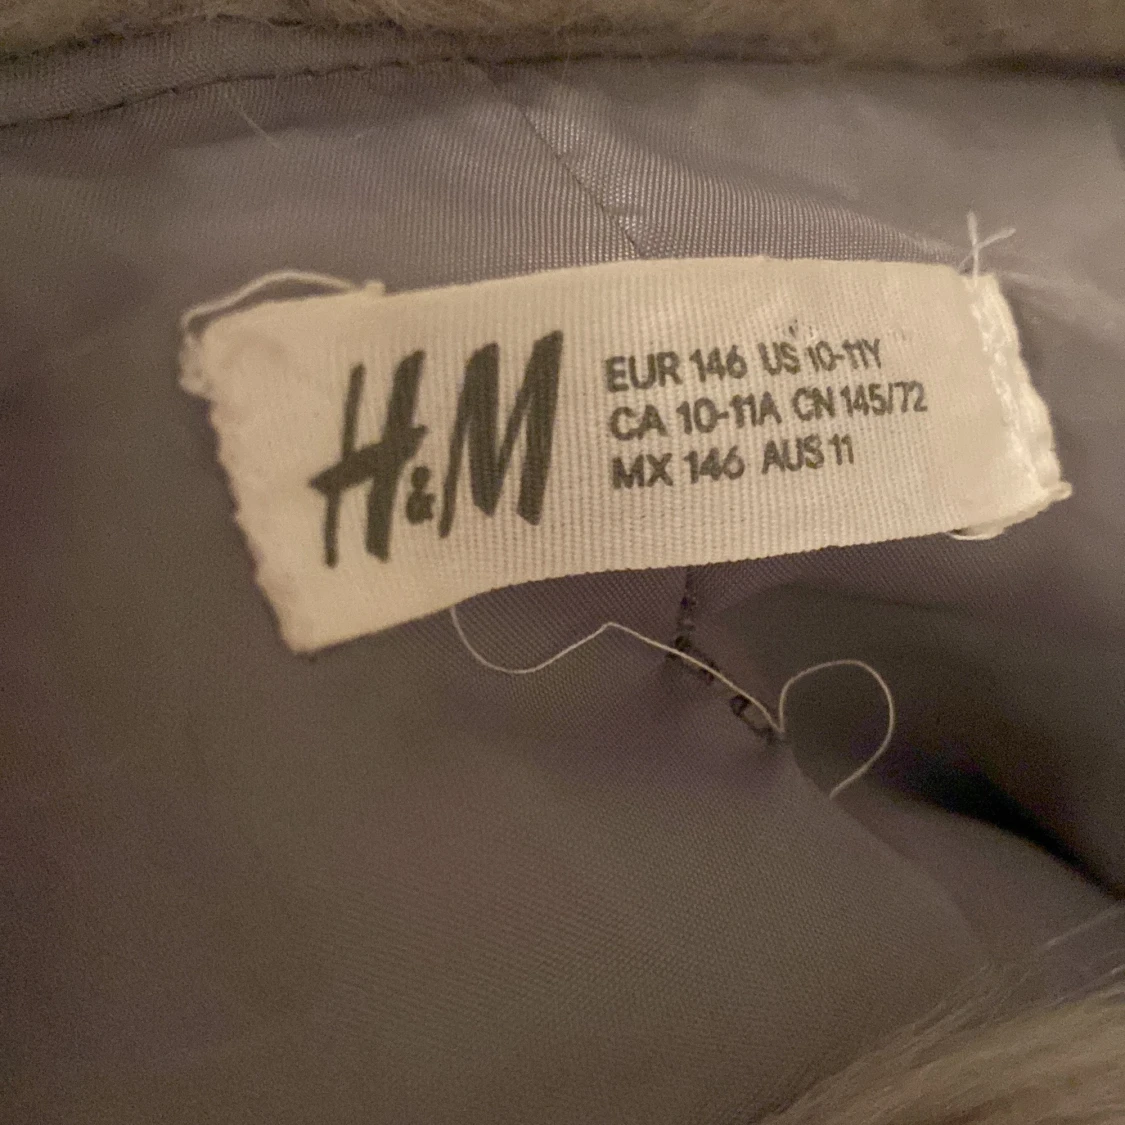 H&M
EUR 146 US 10-11Y
CA 10-11A CN 145/72
MX 146 AUS 11